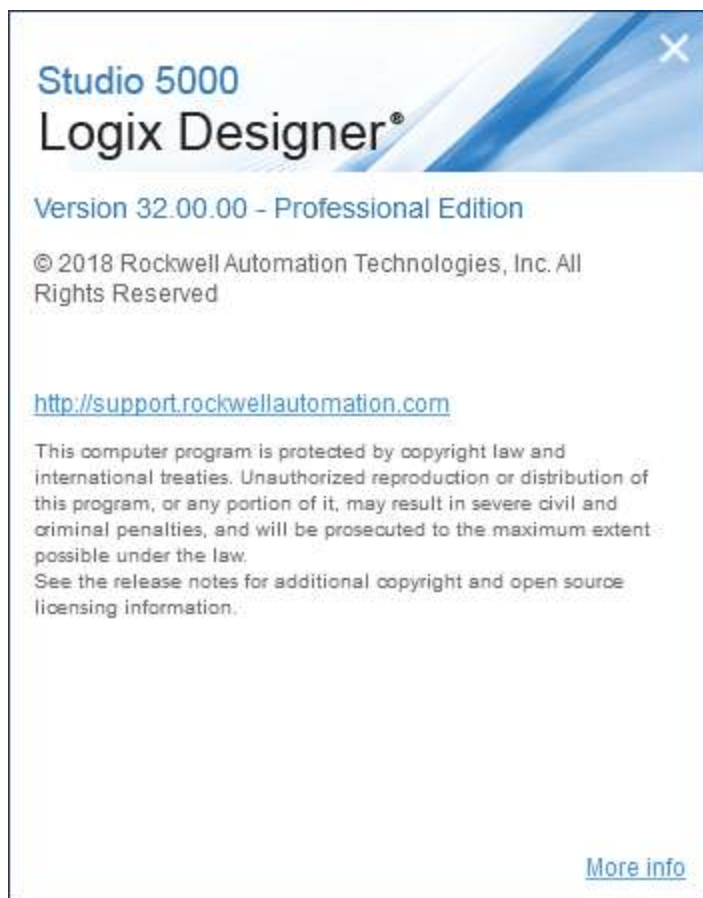 Studio 5000
Logix Designer®
Version 32.00.00 - Professional Edition
© 2018 Rockwell Automation Technologies, Inc. All
Rights Reserved
http://support.rockwellautomation.com
This computer program is protected by copyright law and
international treaties. Unauthorized reproduction or distribution of
this program, or any portion of it, may result in severe civil and
criminal penalties, and will be prosecuted to the maximum extent
possible under the law.
See the release notes for additional copyright and open source
licensing information.
More info